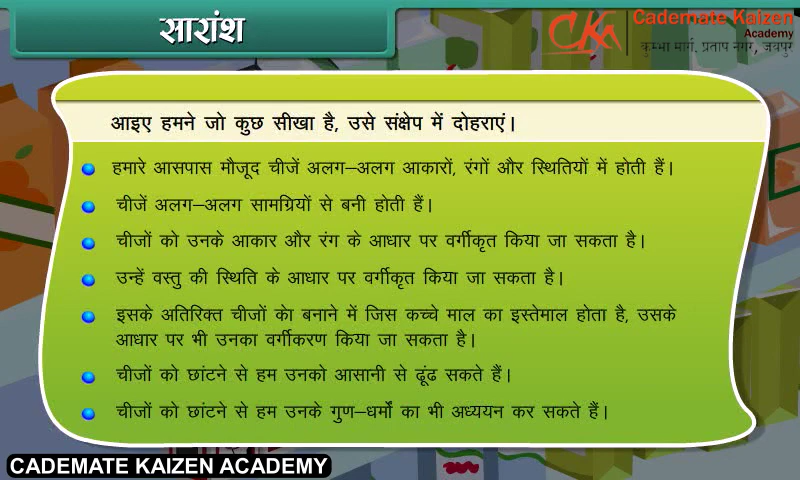 सारांश
CKA
Cademate Kaizen
Academy
कुम्भा मार्ग, प्रताप नगर, जयपुर
आइए हमने जो कुछ सीखा है, उसे संक्षेप में दोहराएं।
हमारे आसपास मौजूद चीजें अलग–अलग आकारों, रंगों और स्थितियों में होती हैं।
चीजें अलग–अलग सामग्रियों से बनी होती हैं।
चीजों को उनके आकार और रंग के आधार पर वर्गीकृत किया जा सकता है।
उन्हें वस्तु की स्थिति के आधार पर वर्गीकृत किया जा सकता है।
इसके अतिरिक्त चीजों केा बनाने में जिस कच्चे माल का इस्तेमाल होता है, उसके
आधार पर भी उनका वर्गीकरण किया जा सकता है।
चीजों को छांटने से हम उनको आसानी से ढूंढ सकते हैं।
चीजों को छांटने से हम उनके गुण–धर्मों का भी अध्ययन कर सकते हैं।
CADEMATE KAIZEN ACADEMY